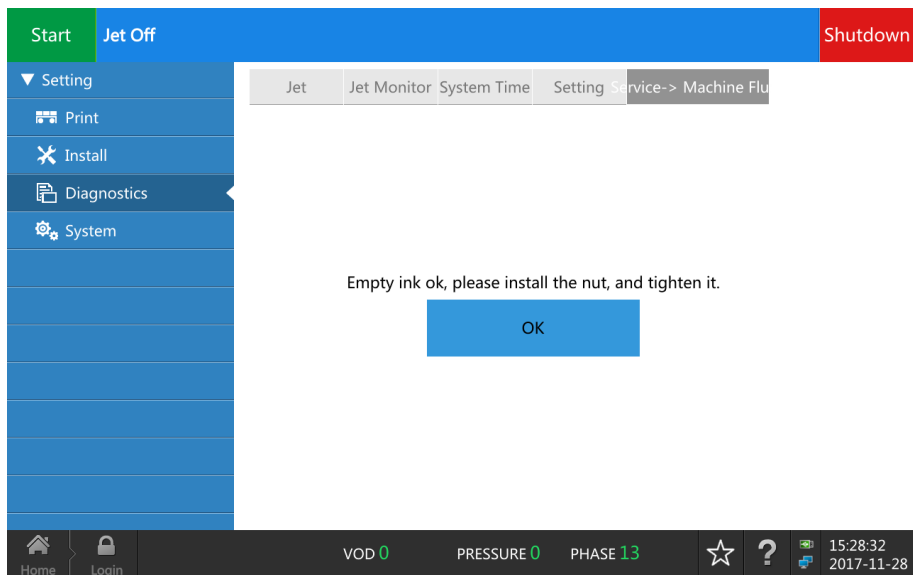 Start Jet Off Shutdown
Setting
Jet Jet Monitor System Time Setting Service-> Machine Flu
Print
Install
Diagnostics
System
Empty ink ok, please install the nut, and tighten it.
OK
Home Login VOD 0 PRESSURE 0 PHASE 13 ? 15:28:32
2017-11-28